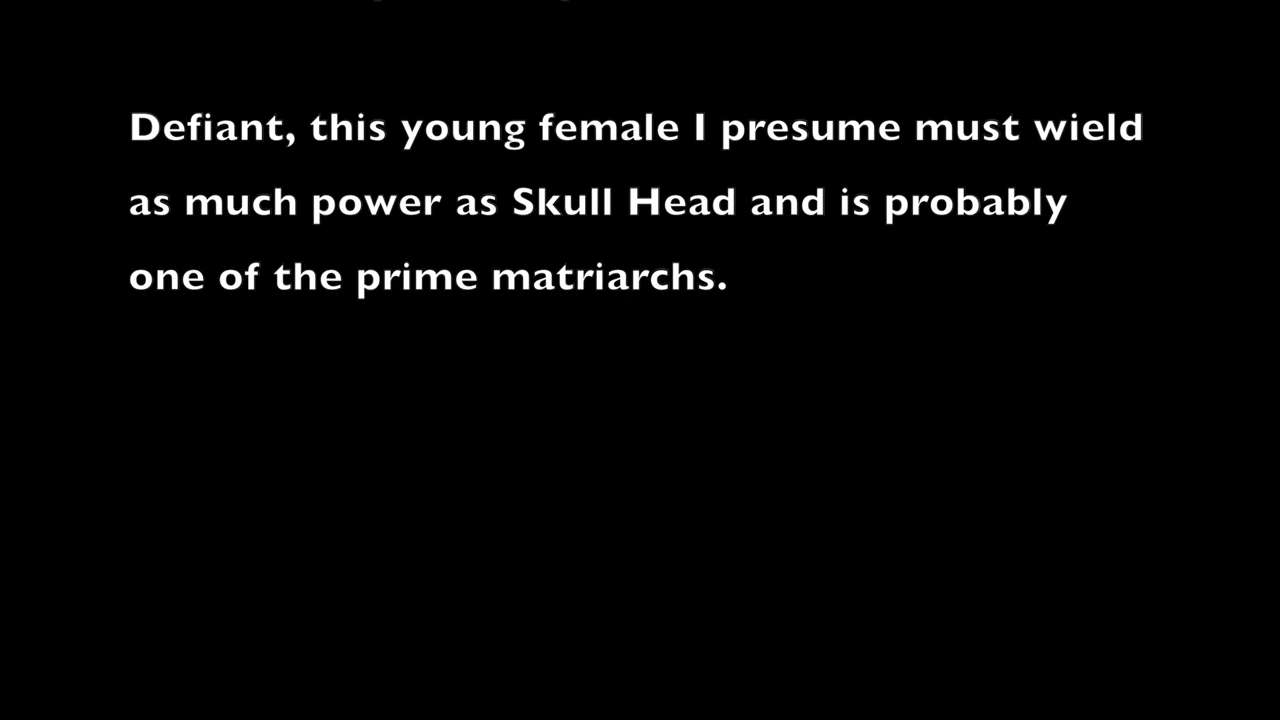 Defiant, this young female I presume must wield
as much power as Skull Head and is probably
one of the prime matriarchs.